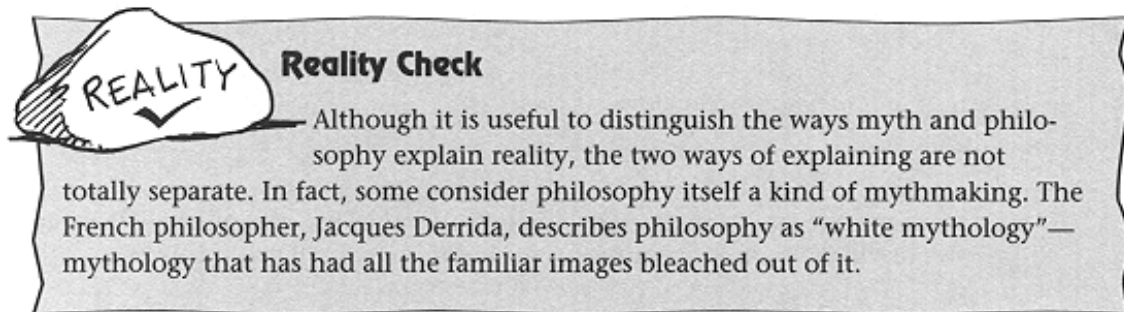 REALITY
Reality Check
Although it is useful to distinguish the ways myth and philo-
sophy explain reality, the two ways of explaining are not
totally separate. In fact, some consider philosophy itself a kind of mythmaking. The
French philosopher, Jacques Derrida, describes philosophy as “white mythology”—
mythology that has had all the familiar images bleached out of it.